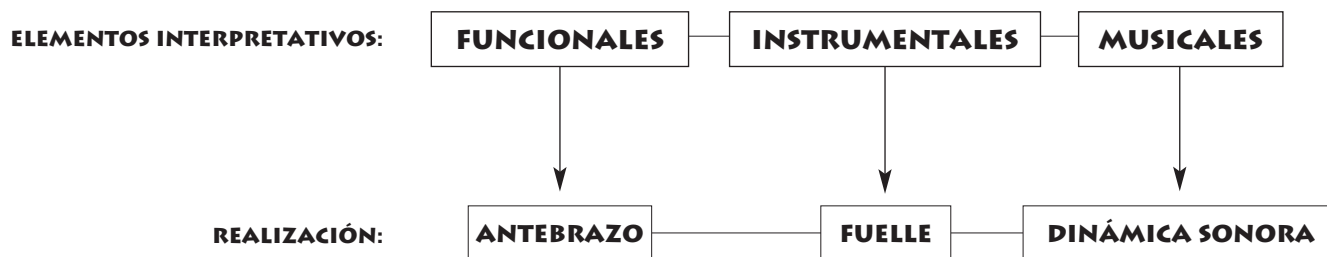 ELEMENTOS INTERPRETATIVOS: FUNCIONALES INSTRUMENTALES MUSICALES
REALIZACIÓN: ANTEBRAZO FUELLE DINÁMICA SONORA